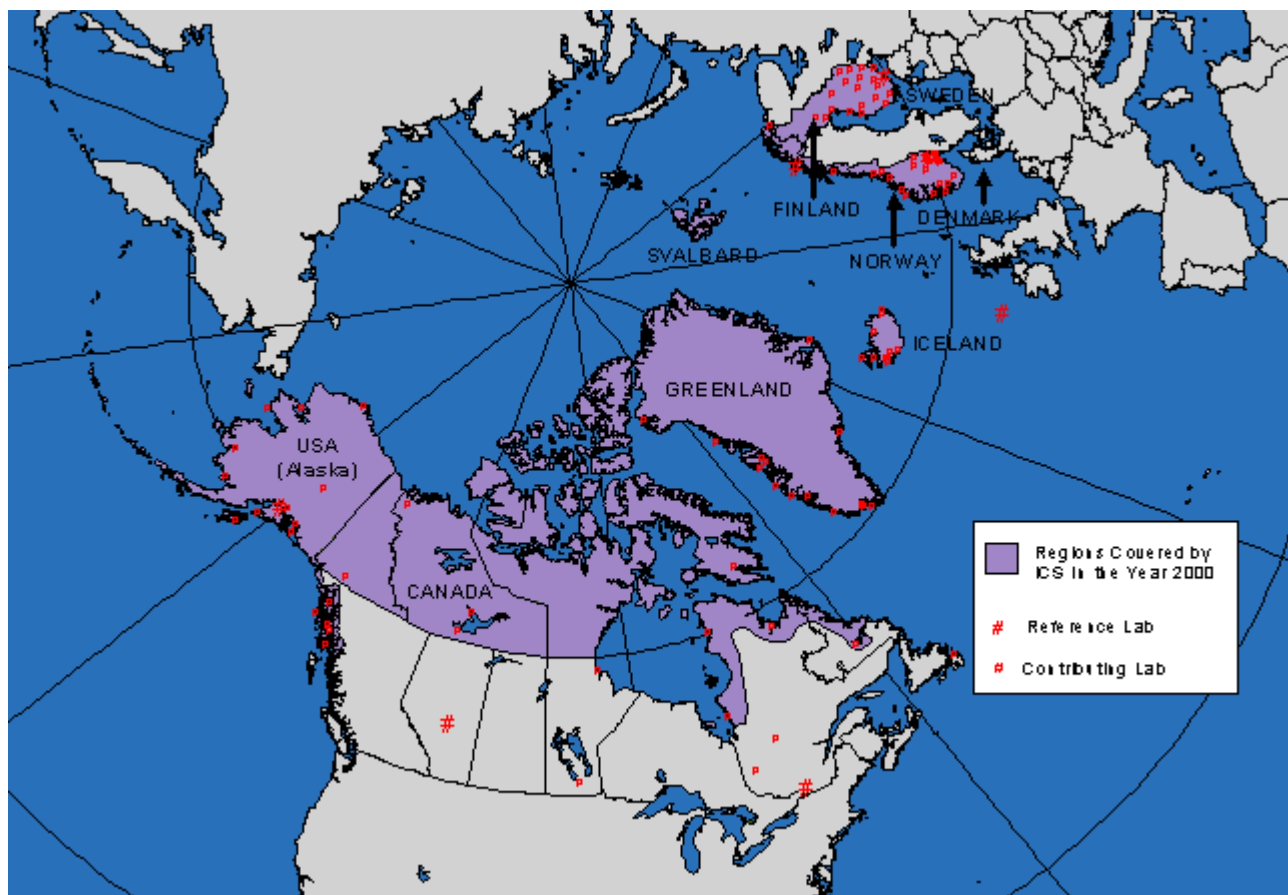 SWEDEN
FINLAND
DENMARK
SVALBARD
NORWAY
ICELAND
GREENLAND
USA
(Alaska)
CANADA
Regions Covered by
ICS in the Year 2000
# Reference Lab
P Contributing Lab